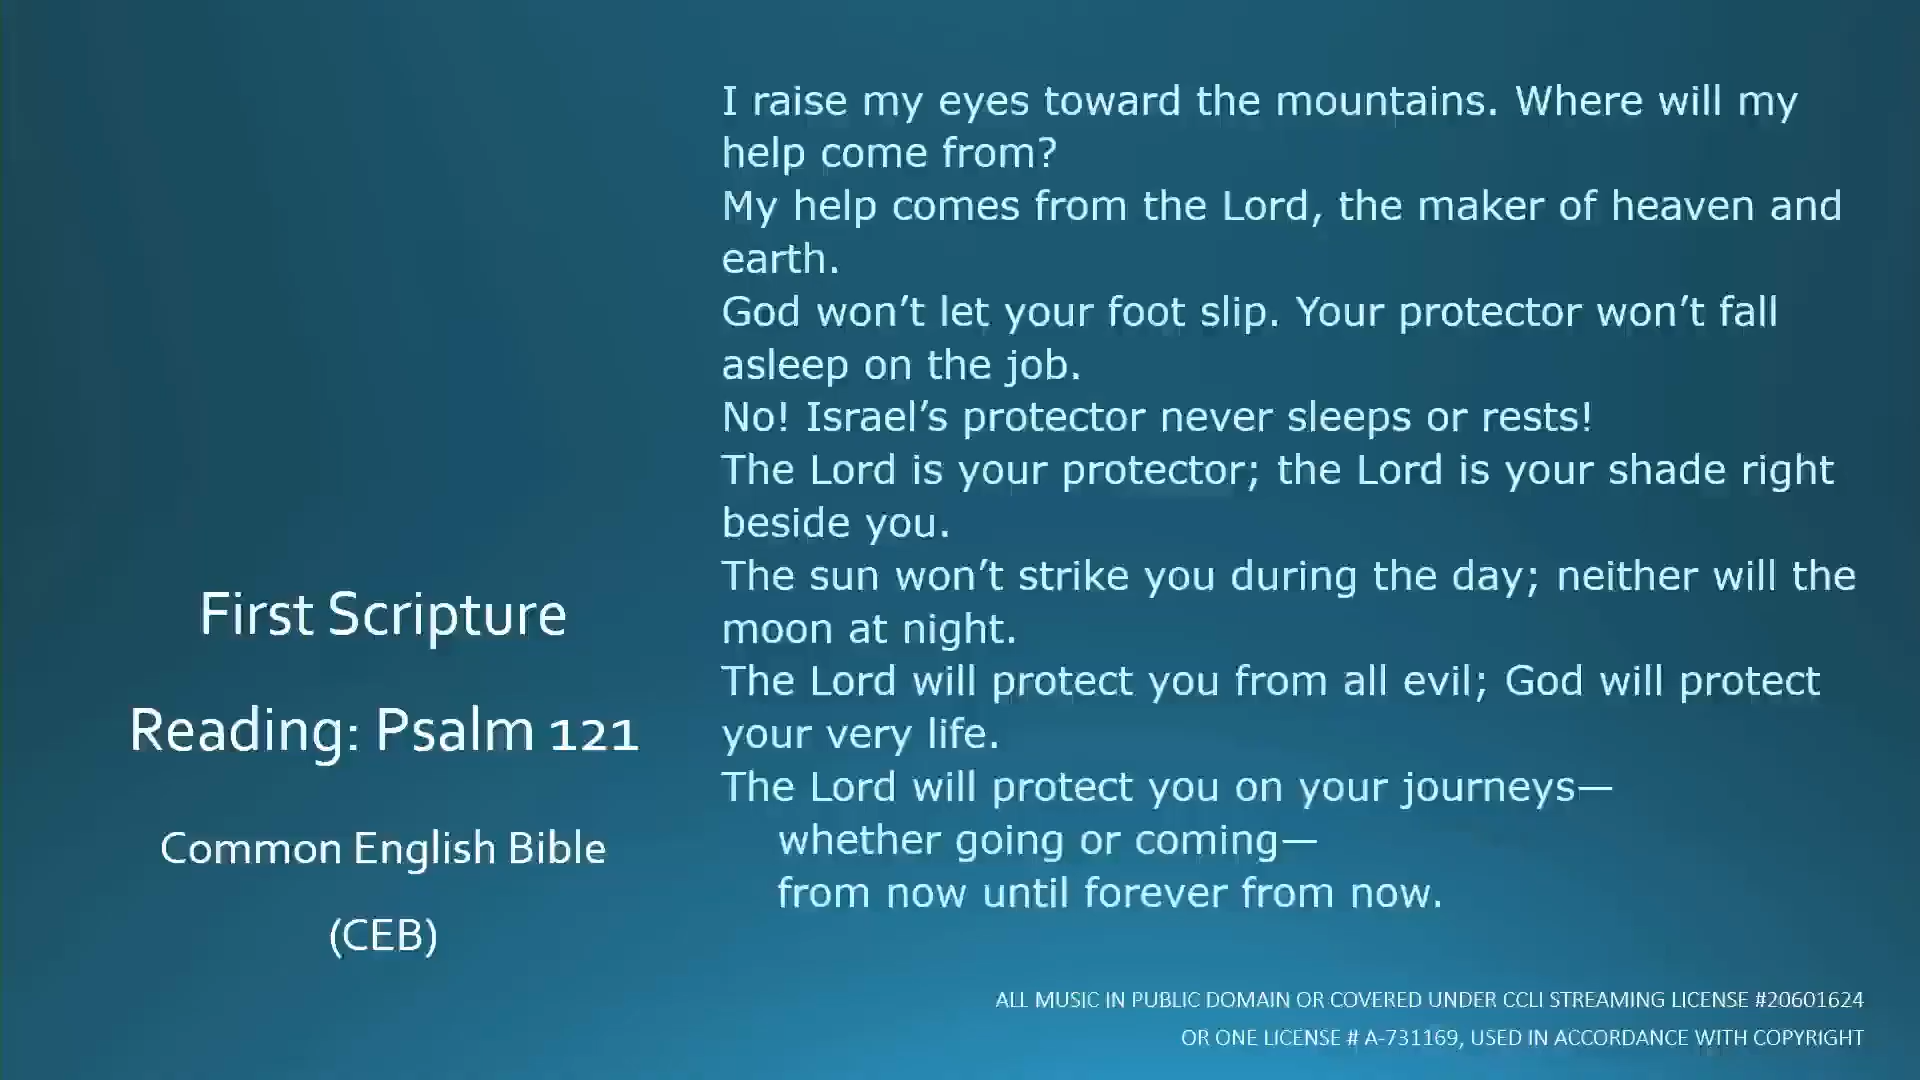 First Scripture
Reading: Psalm 121
Common English Bible
(CEB)
I raise my eyes toward the mountains. Where will my
help come from?
My help comes from the Lord, the maker of heaven and
earth.
God won’t let your foot slip. Your protector won’t fall
asleep on the job.
No! Israel’s protector never sleeps or rests!
The Lord is your protector; the Lord is your shade right
beside you.
The sun won’t strike you during the day; neither will the
moon at night.
The Lord will protect you from all evil; God will protect
your very life.
The Lord will protect you on your journeys—
whether going or coming—
from now until forever from now.
ALL MUSIC IN PUBLIC DOMAIN OR COVERED UNDER CCLI STREAMING LICENSE #20601624
OR ONE LICENSE # A-731169, USED IN ACCORDANCE WITH COPYRIGHT